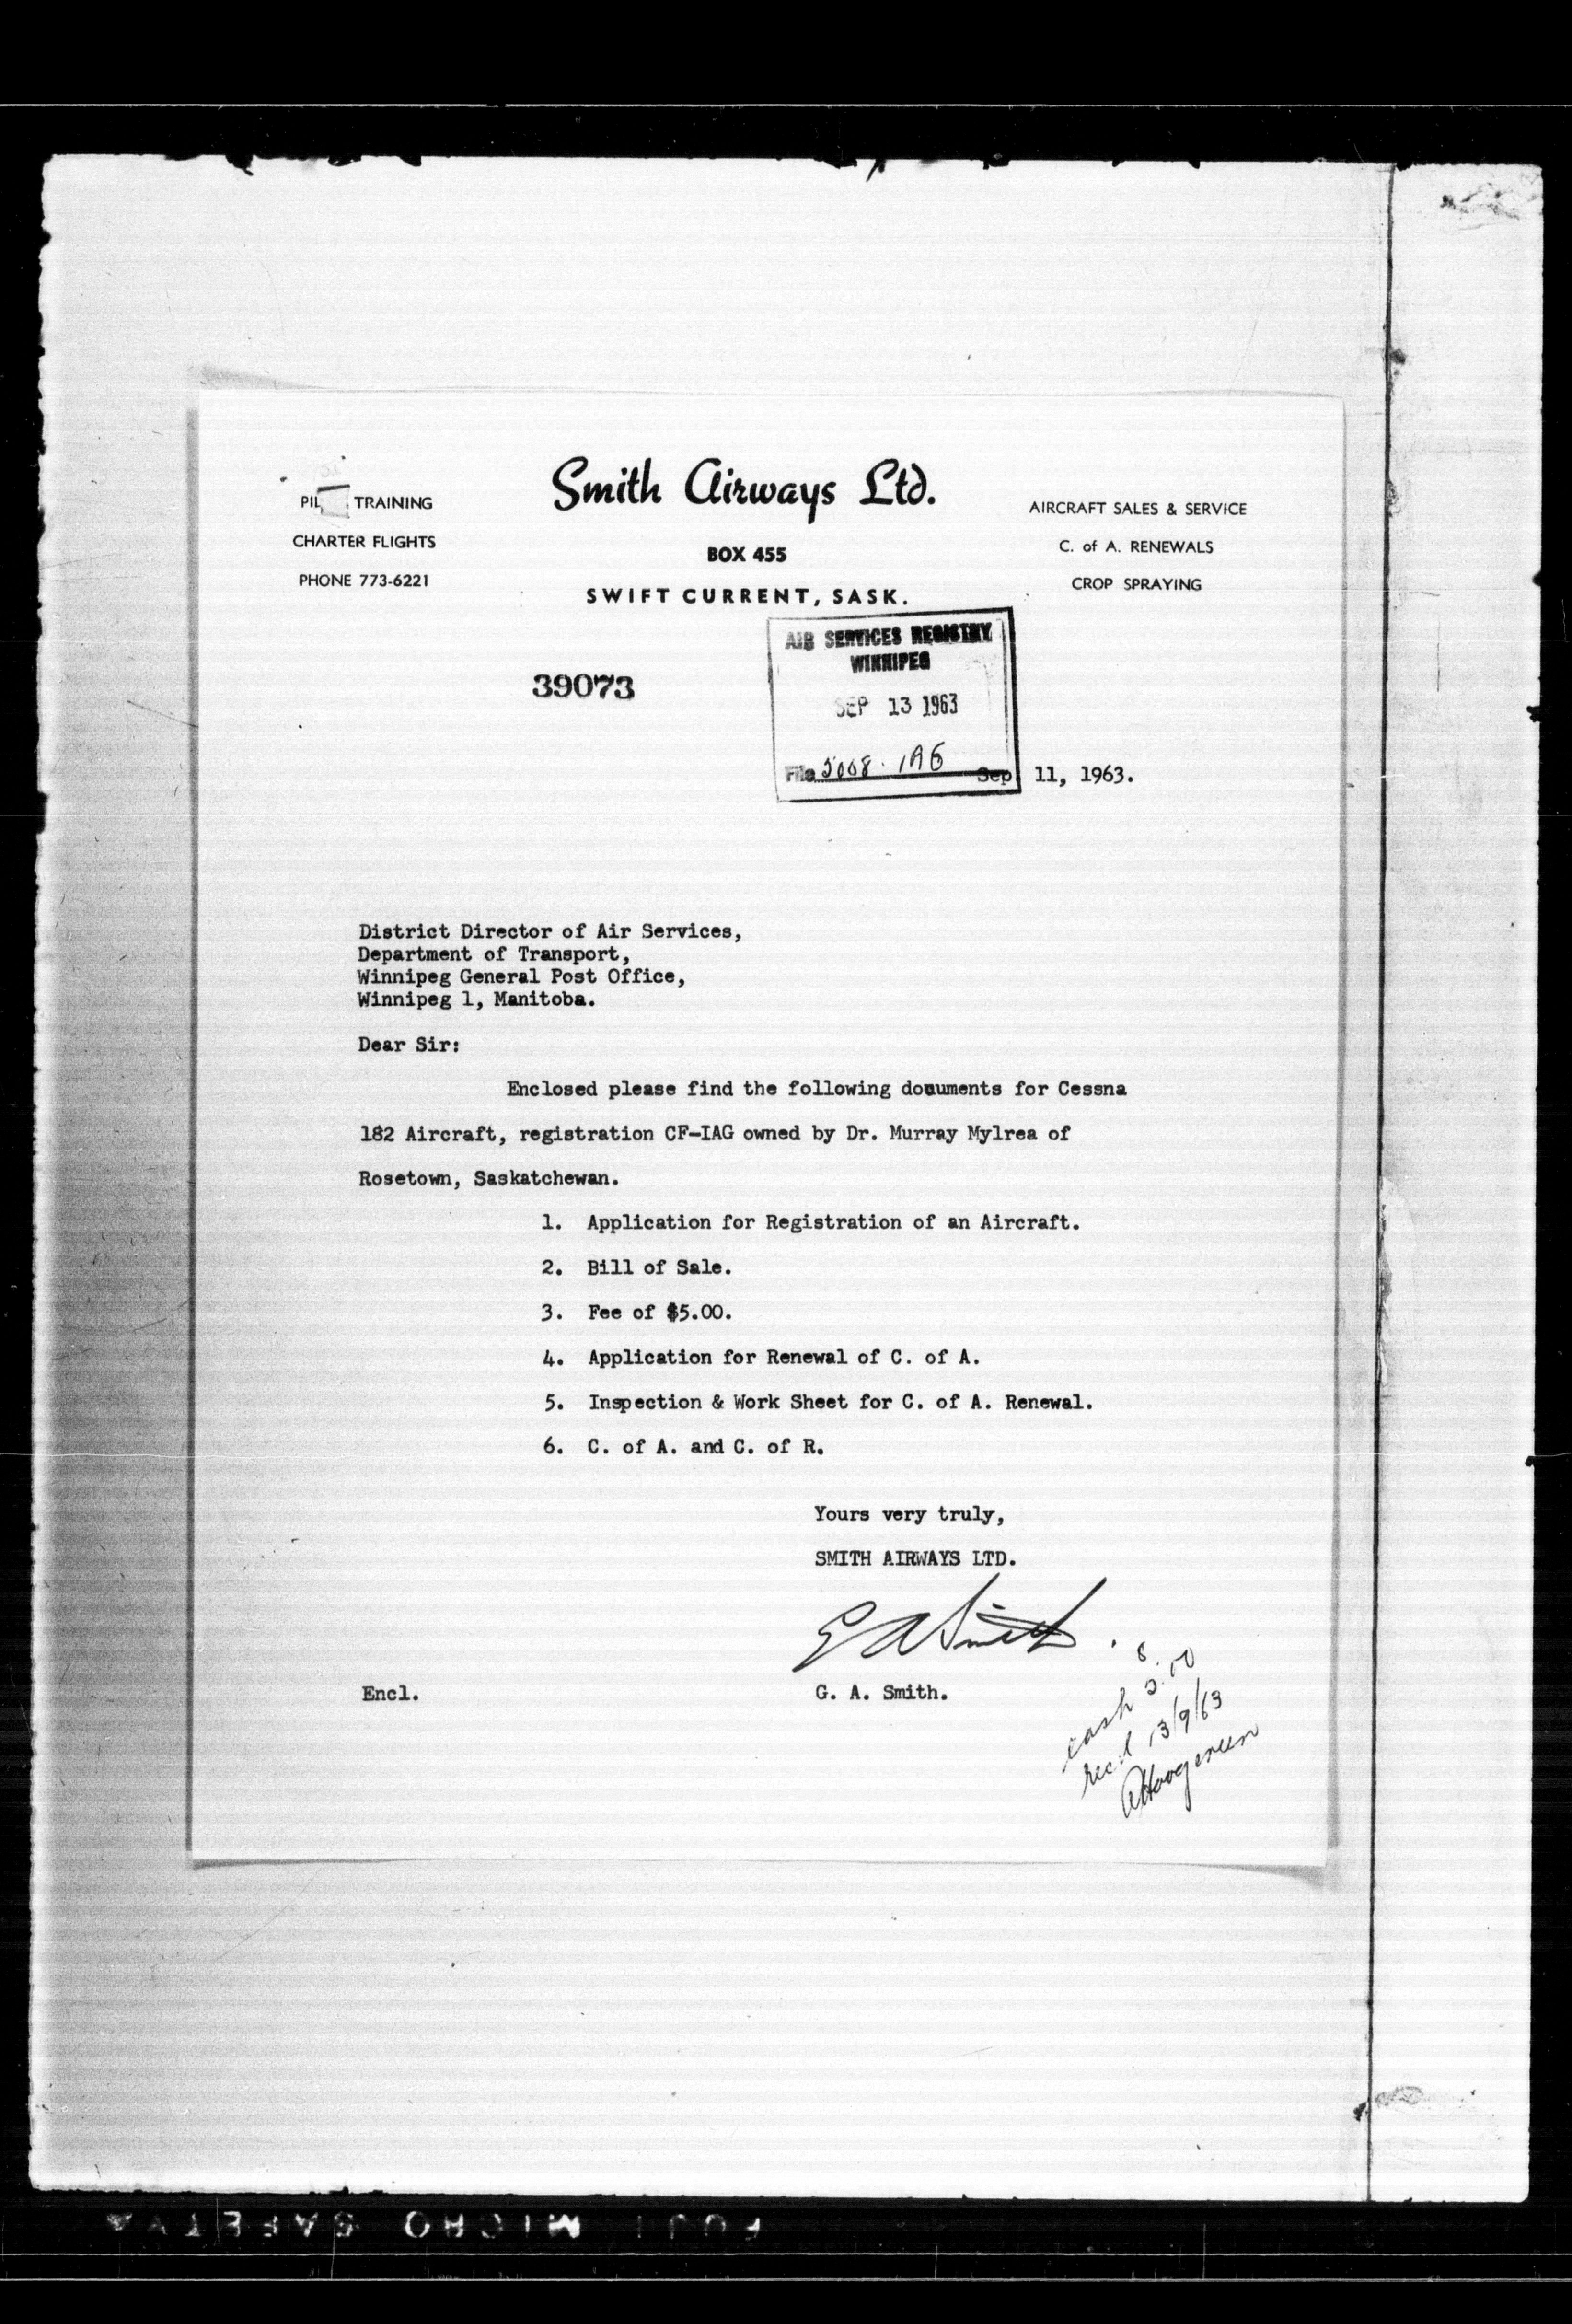 Smith Airways Ltd.
BOX 455
SWIFT CURRENT, SASK.
PIL TRAINING
CHARTER FLIGHTS
PHONE 773-6221
AIRCRAFT SALES & SERVICE
C. of A. RENEWALS
CROP SPRAYING
39073
AIR SERVICES REGISTRY
WINNIPEG
SEP 13 1963
File 5008-IAG
Sep 11, 1963.
District Director of Air Services,
Department of Transport,
Winnipeg General Post Office,
Winnipeg 1, Manitoba.
Dear Sir:
Enclosed please find the following douuments for Cessna
182 Aircraft, registration CF-IAG owned by Dr. Murray Mylrea of
Rosetown, Saskatchewan.
1. Application for Registration of an Aircraft.
2. Bill of Sale.
3. Fee of $5.00.
4. Application for Renewal of C. of A.
5. Inspection & Work Sheet for C. of A. Renewal.
6. C. of A. and C. of R.
Yours very truly,
SMITH AIRWAYS LTD.
G A Smith
Encl.
G. A. Smith.
cash 5.00
rec'd 13/9/63
FUJI MICRO SAFETY